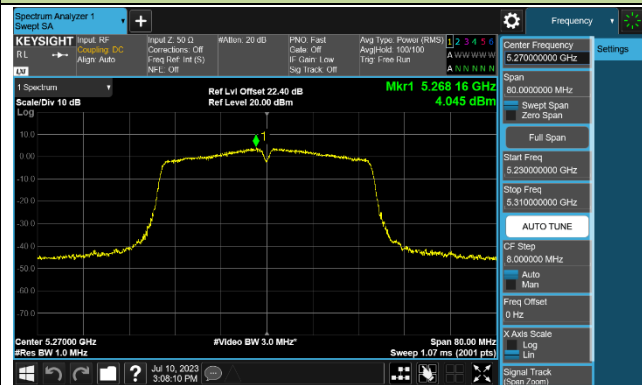 Spectrum Analyzer 1
Swept SA
Frequency
KEYSIGHT
RL
LXI
Input: RF
Coupling: DC
Align: Auto
Input Z: 50 Ω
Corrections: Off
Freq Ref: Int (S)
NFE: Off
#Atten: 20 dB
PNO: Fast
Gate: Off
IF Gain: Low
Sig Track: Off
Avg Type: Power (RMS)
Avg|Hold: 100/100
Trig: Free Run
1 2 3 4 5 6
A W W W W W
A N N N N N
1 Spectrum
Scale/Div 10 dB
Log
Ref Lvl Offset 22.40 dB
Ref Level 20.00 dBm
Mkr1 5.268 16 GHz
4.045 dBm
1
10.0
0.00
-10.0
-20.0
-30.0
-40.0
-50.0
-60.0
-70.0
Center 5.27000 GHz
#Res BW 1.0 MHz
#Video BW 3.0 MHz*
Span 80.00 MHz
Sweep 1.07 ms (2001 pts)
Jul 10, 2023
3:08:10 PM
Center Frequency
5.270000000 GHz
Span
80.0000000 MHz
Swept Span
Zero Span
Full Span
Start Freq
5.230000000 GHz
Stop Freq
5.310000000 GHz
AUTO TUNE
CF Step
8.000000 MHz
Auto
Man
Freq Offset
0 Hz
X Axis Scale
Log
Lin
Signal Track
(Span Zoom)
Settings